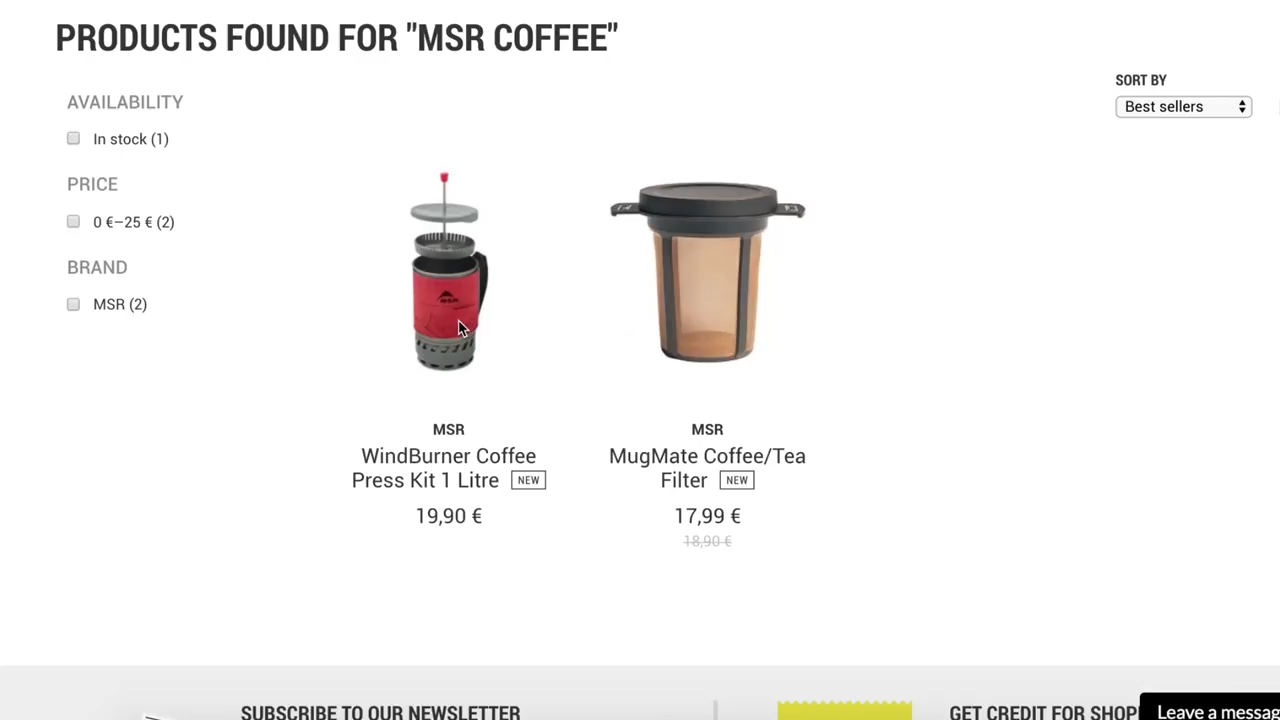 PRODUCTS FOUND FOR "MSR COFFEE"
SORT BY
Best sellers
AVAILABILITY
In stock (1)
PRICE
0 €–25 € (2)
BRAND
MSR (2)
MSR
WindBurner Coffee
Press Kit 1 Litre NEW
19,90 €
MSR
MugMate Coffee/Tea
Filter NEW
17,99 €
18,90 €
SUBSCRIBE TO OUR NEWSLETTER
GET CREDIT FOR SHOP
Leave a messag